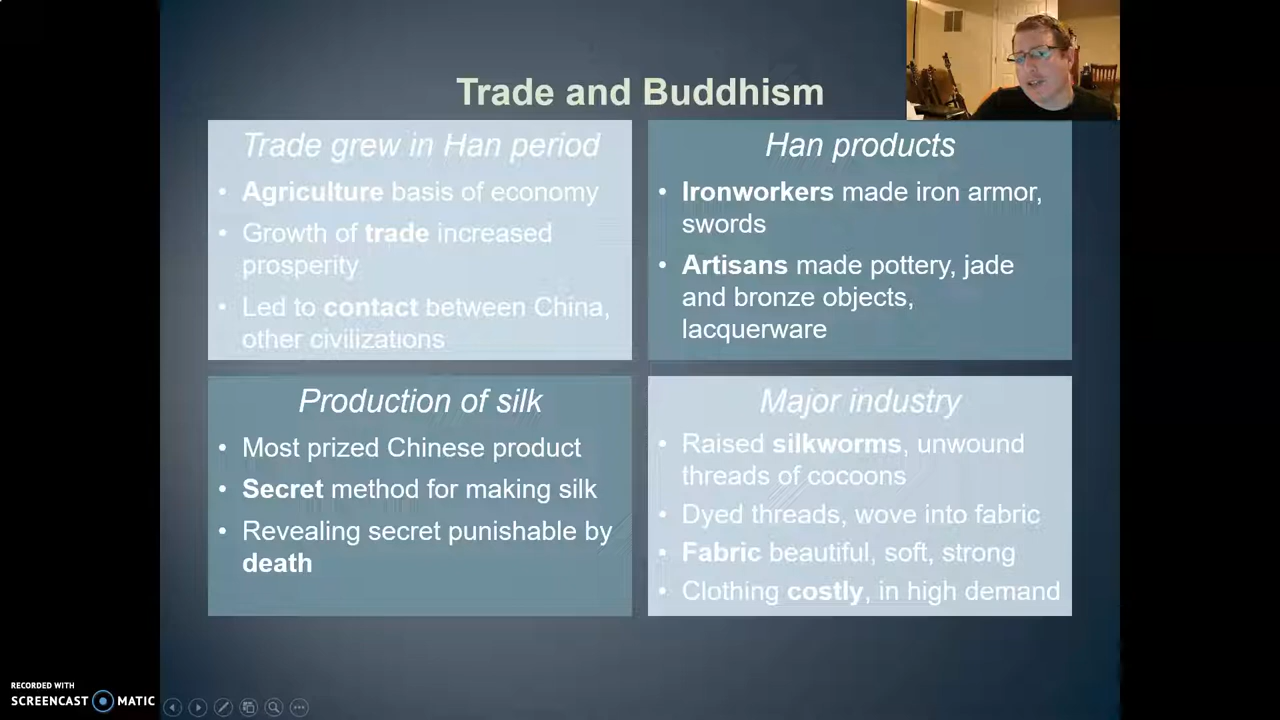 Trade and Buddhism
Trade grew in Han period
• Agriculture basis of economy
• Growth of trade increased
prosperity
• Led to contact between China,
other civilizations
Han products
• Ironworkers made iron armor,
swords
• Artisans made pottery, jade
and bronze objects,
lacquerware
Production of silk
• Most prized Chinese product
• Secret method for making silk
• Revealing secret punishable by
death
Major industry
• Raised silkworms, unwound
threads of cocoons
• Dyed threads, wove into fabric
• Fabric beautiful, soft, strong
• Clothing costly, in high demand
RECORDED WITH
SCREENCAST MATIC